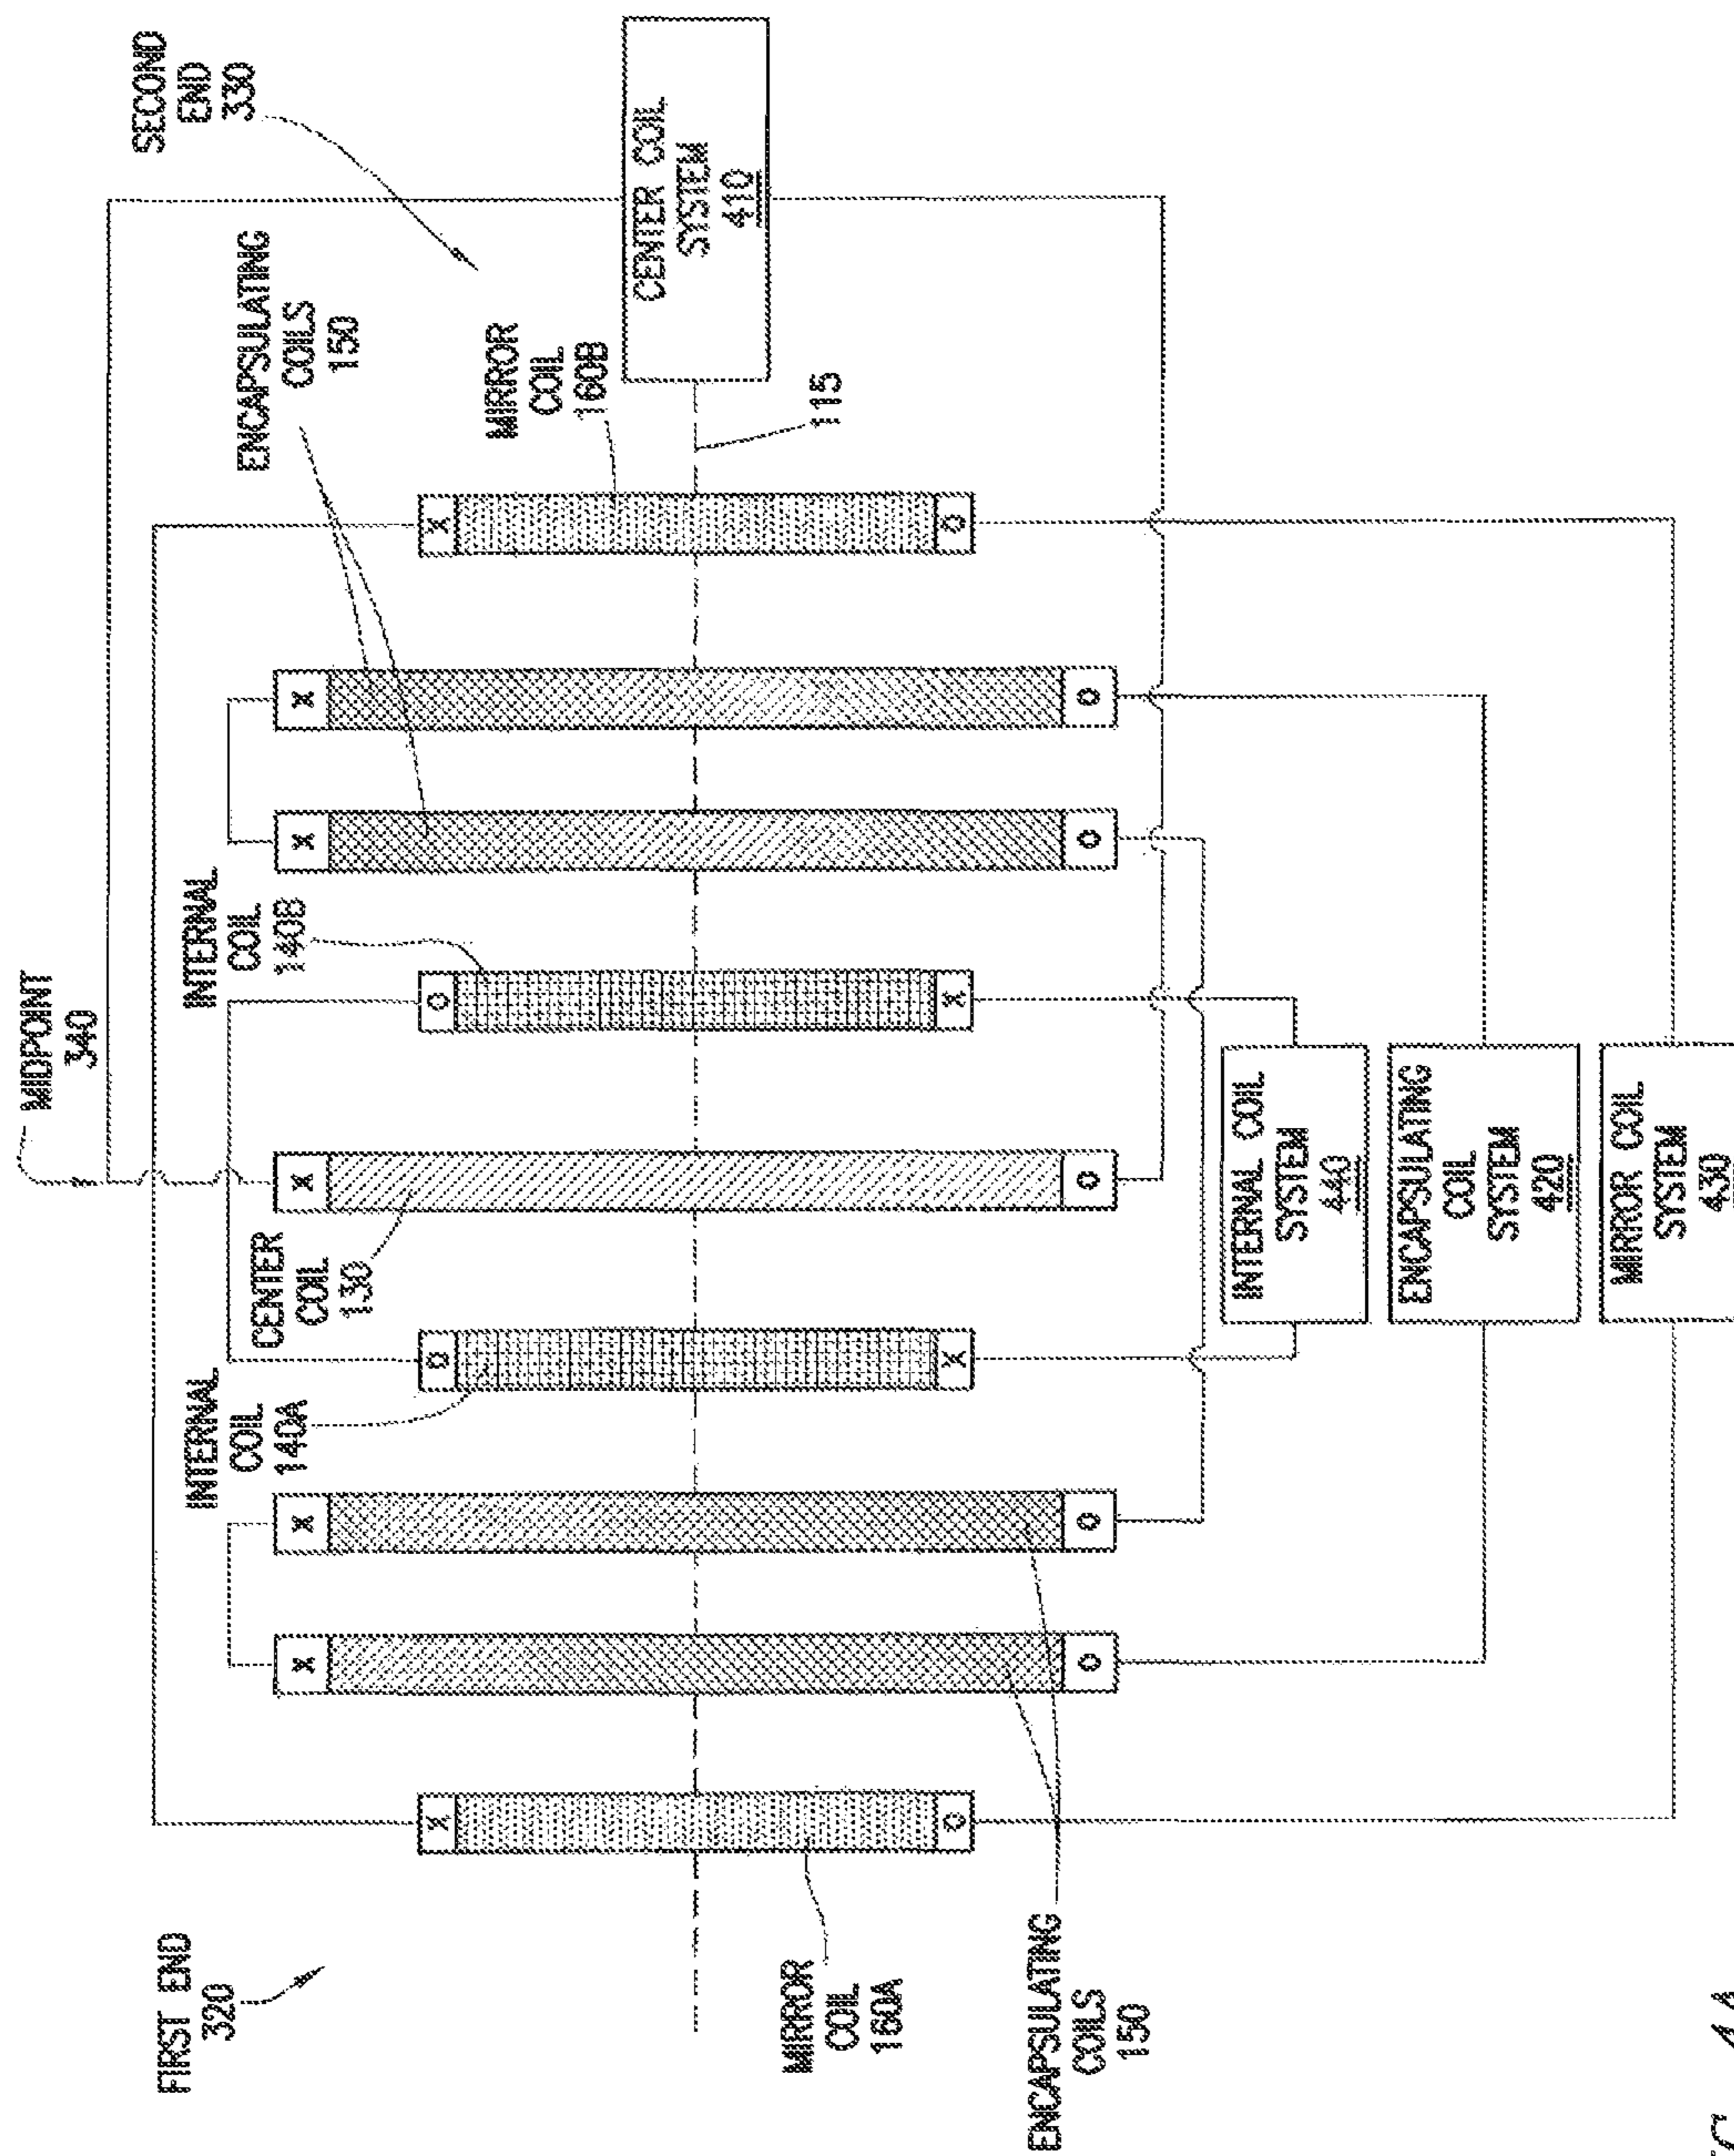 FIRST END
320
MIDPOINT
340
SECOND
END
330
INTERNAL
COIL
140A
CENTER
COIL
130
INTERNAL
COIL
140B
ENCAPSULATING
COILS
150
MIRROR
COIL
160B
CENTER COIL
SYSTEM
410
115
X
X
X
O
X
O
X
X
X
O
O
O
X
O
X
O
O
O
MIRROR
COIL
160A
ENCAPSULATING
COILS
150
INTERNAL COIL
SYSTEM
440
ENCAPSULATING
COIL
SYSTEM
420
MIRROR COIL
SYSTEM
430
4A